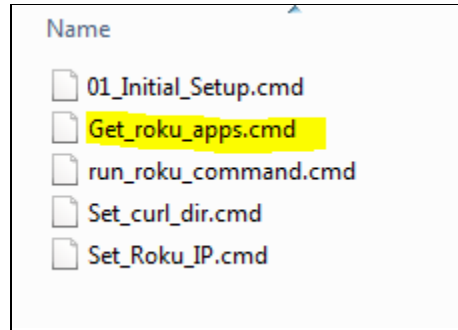 Name
01_Initial_Setup.cmd
Get_roku_apps.cmd
run_roku_command.cmd
Set_curl_dir.cmd
Set_Roku_IP.cmd